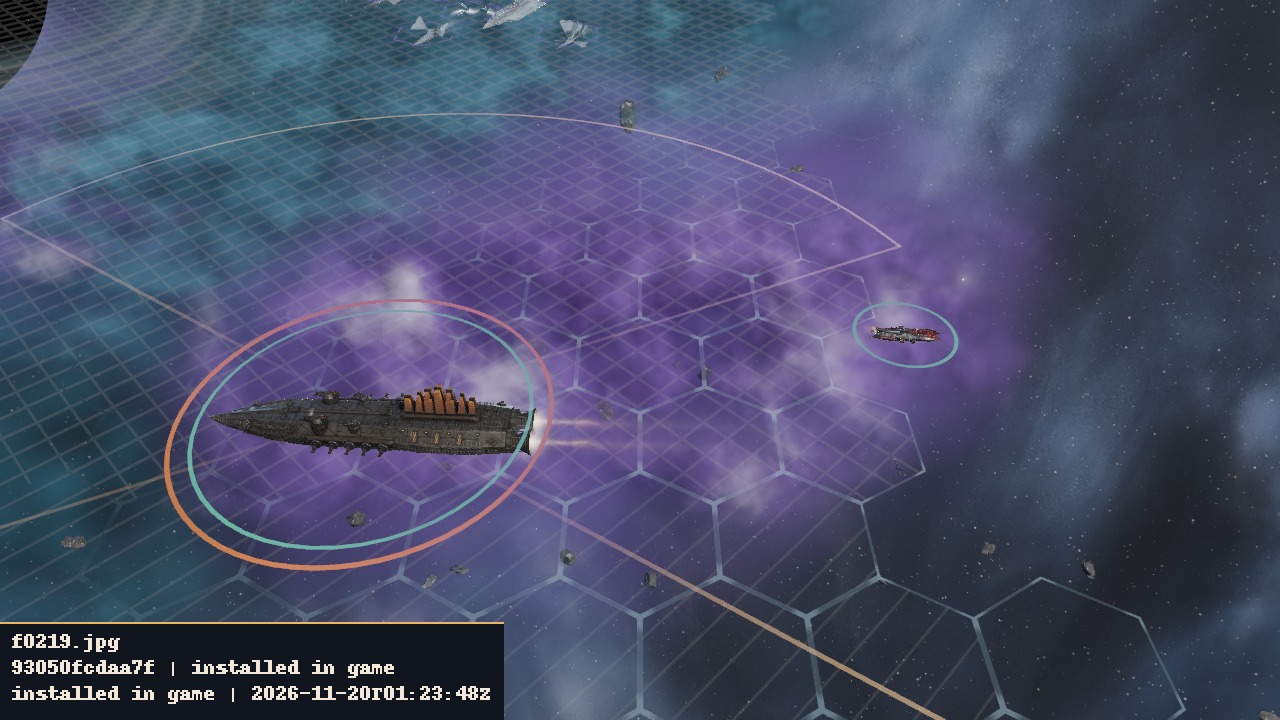 f0219.jpg
93050fcdaa7f | installed in game
installed in game | 2026-11-20T01:23:48Z